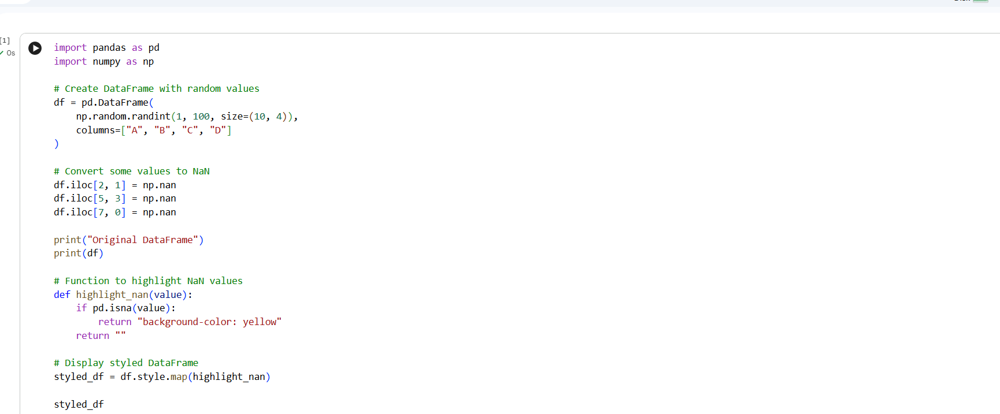 [1]
0s
import pandas as pd
import numpy as np
# Create DataFrame with random values
df = pd.DataFrame(
    np.random.randint(1, 100, size=(10, 4)),
    columns=["A", "B", "C", "D"]
)
# Convert some values to NaN
df.iloc[2, 1] = np.nan
df.iloc[5, 3] = np.nan
df.iloc[7, 0] = np.nan
print("Original DataFrame")
print(df)
# Function to highlight NaN values
def highlight_nan(value):
    if pd.isna(value):
        return "background-color: yellow"
    return ""
# Display styled DataFrame
styled_df = df.style.map(highlight_nan)
styled_df